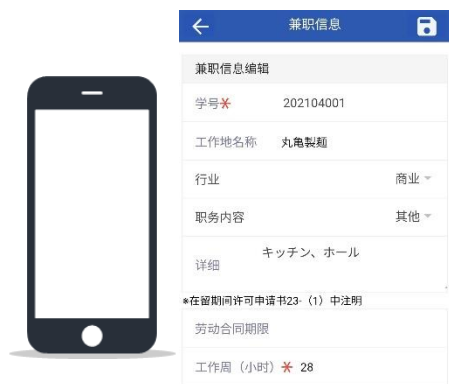 兼职信息
兼职信息编辑
学号* 202104001
工作地名称 丸亀製麺
行业 商业
职务内容 其他
详细 キッチン、ホール
*在留期间许可申请书23-（1）中注明
劳动合同期限
工作周（小时）* 28